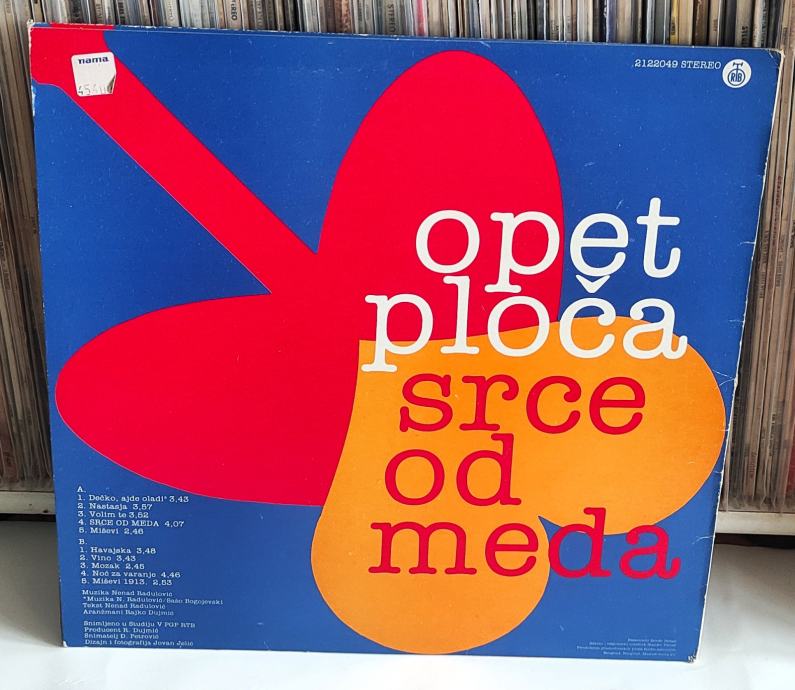 nama
2122049 STEREO
RTB
opet
ploča
srce
od
meda
A.
1. Dečko, ajde oladi* 3,43
2. Nastasja 3,57
3. Volim te 3,52
4. SRCE OD MEDA 4,07
5. Miševi 2,46
B.
1. Havajska 3,48
2. Vino 3,43
3. Mozak 2,45
4. Noć za varanje 4,46
5. Miševi 1913. 2,53
Muzika Nenad Radulović
*Muzika N. Radulović/Sašo Bogojevski
Tekst Nenad Radulović
Aranžmani Rajko Dujmić
Snimljeno u Studiju V PGP RTB
Producent R. Dujmić
Snimatelj D. Petrović
Dizajn i fotografija Jovan Jelić